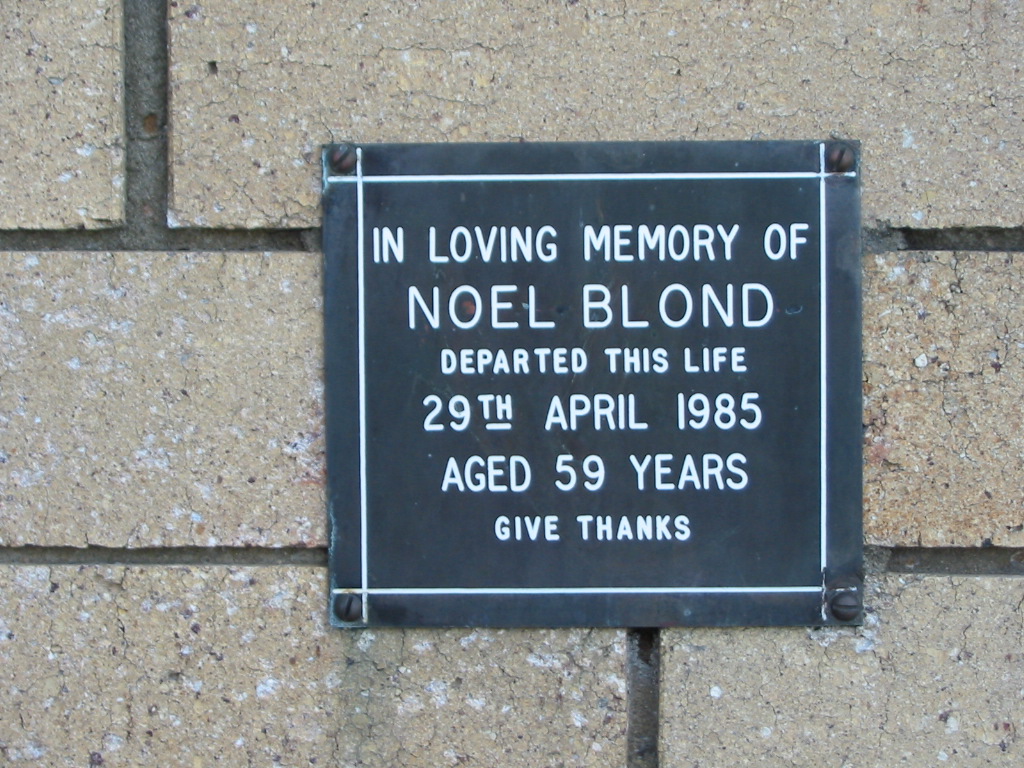 IN LOVING MEMORY OF
NOEL BLOND
DEPARTED THIS LIFE
29TH APRIL 1985
AGED 59 YEARS
GIVE THANKS